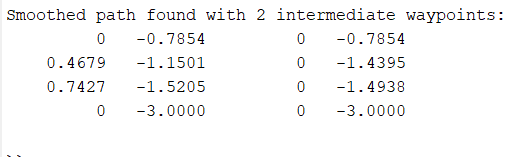 Smoothed path found with 2 intermediate waypoints:
0 -0.7854 0 -0.7854
0.4679 -1.1501 0 -1.4395
0.7427 -1.5205 0 -1.4938
0 -3.0000 0 -3.0000